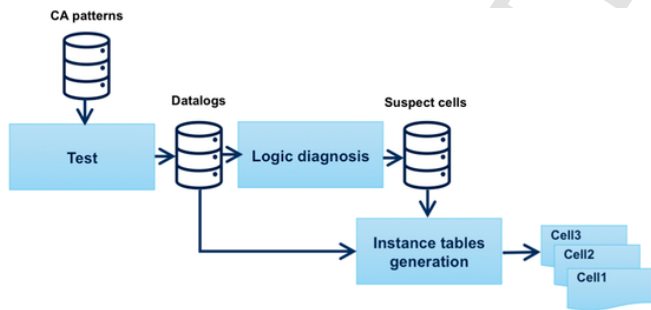 CA patterns
Datalogs
Suspect cells
Test
Logic diagnosis
Instance tables
generation
Cell3
Cell2
Cell1